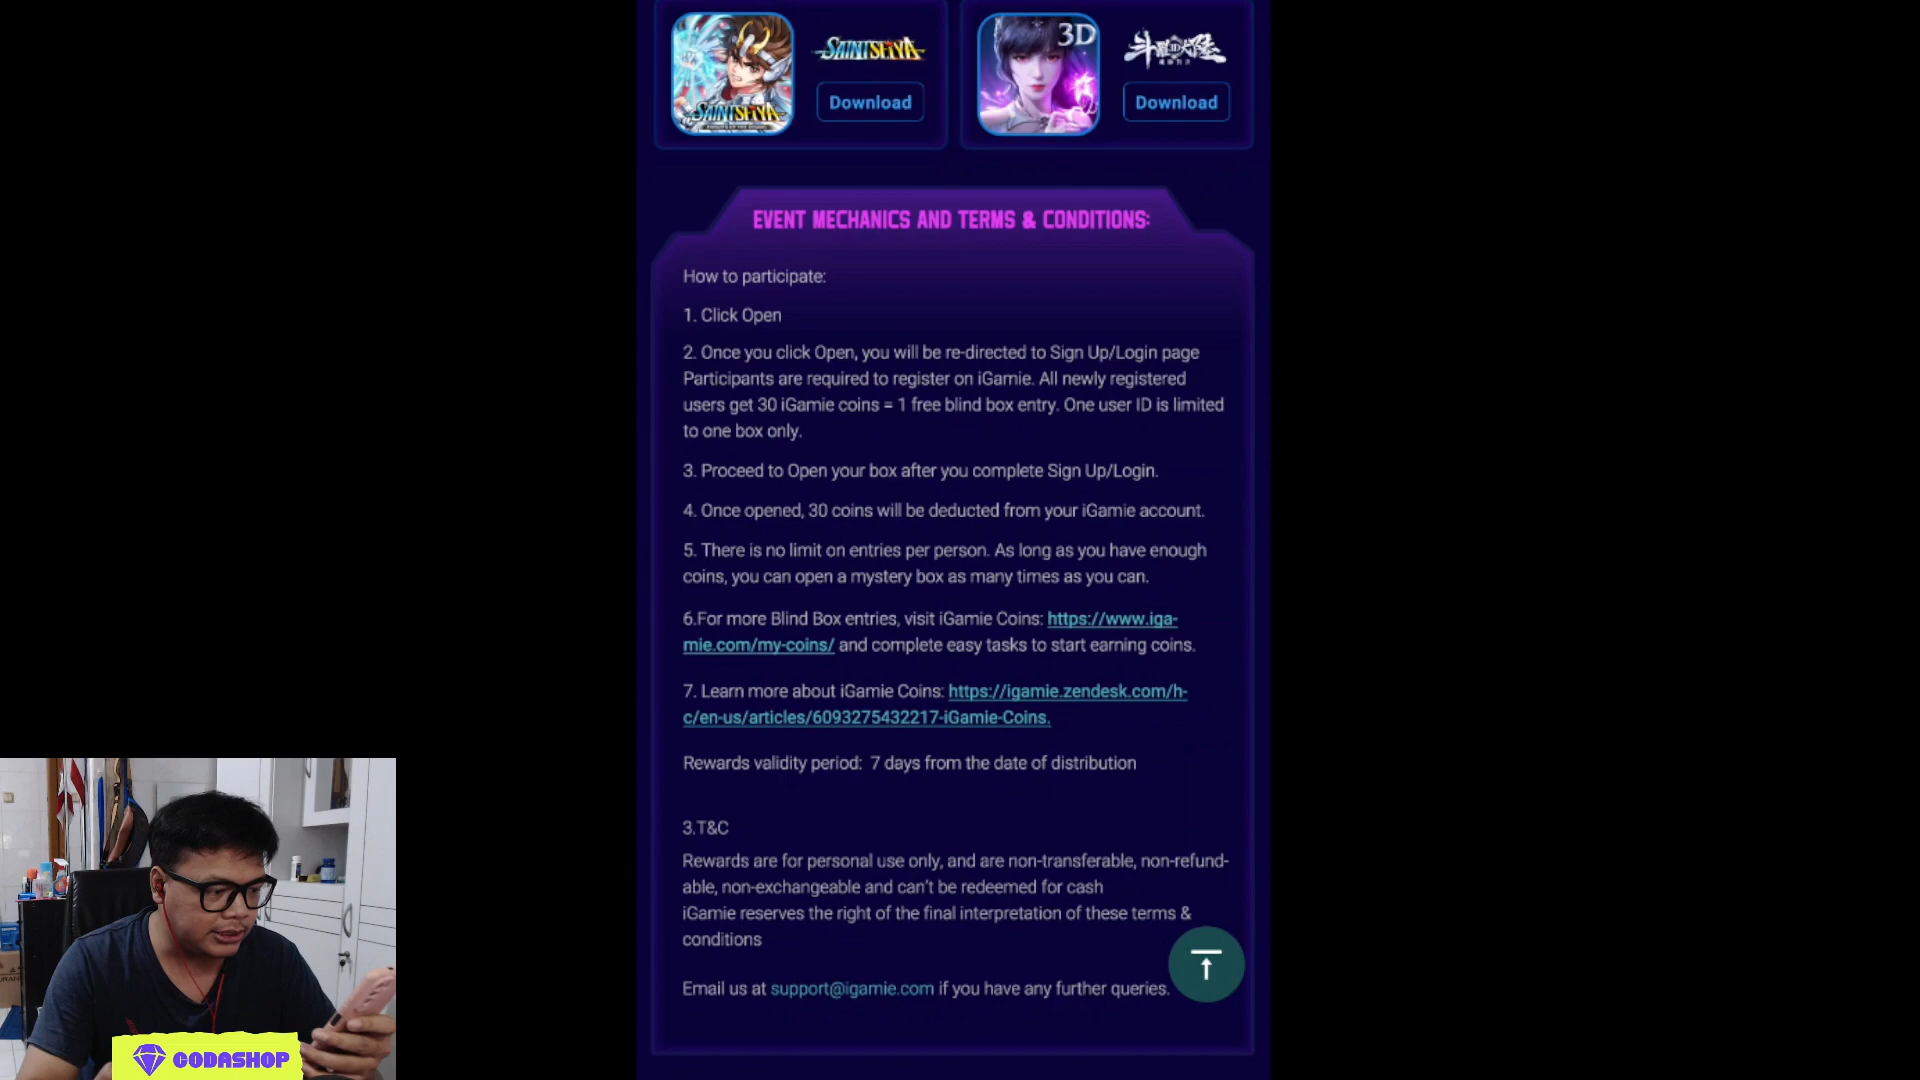 SAINT SEIYA
3D
斗羅大陸
SAINT SEIYA
Download
Download
EVENT MECHANICS AND TERMS & CONDITIONS:
How to participate:
1. Click Open
2. Once you click Open, you will be re-directed to Sign Up/Login page
Participants are required to register on iGamie. All newly registered
users get 30 iGamie coins = 1 free blind box entry. One user ID is limited
to one box only.
3. Proceed to Open your box after you complete Sign Up/Login.
4. Once opened, 30 coins will be deducted from your iGamie account.
5. There is no limit on entries per person. As long as you have enough
coins, you can open a mystery box as many times as you can.
6.For more Blind Box entries, visit iGamie Coins: https://www.iga-
mie.com/my-coins/ and complete easy tasks to start earning coins.
7. Learn more about iGamie Coins: https://igamie.zendesk.com/h-
c/en-us/articles/6093275432217-iGamie-Coins.
Rewards validity period: 7 days from the date of distribution
3.T&C
Rewards are for personal use only, and are non-transferable, non-refund-
able, non-exchangeable and can't be redeemed for cash
iGamie reserves the right of the final interpretation of these terms &
conditions
Email us at support@igamie.com if you have any further queries.
CODASHOP